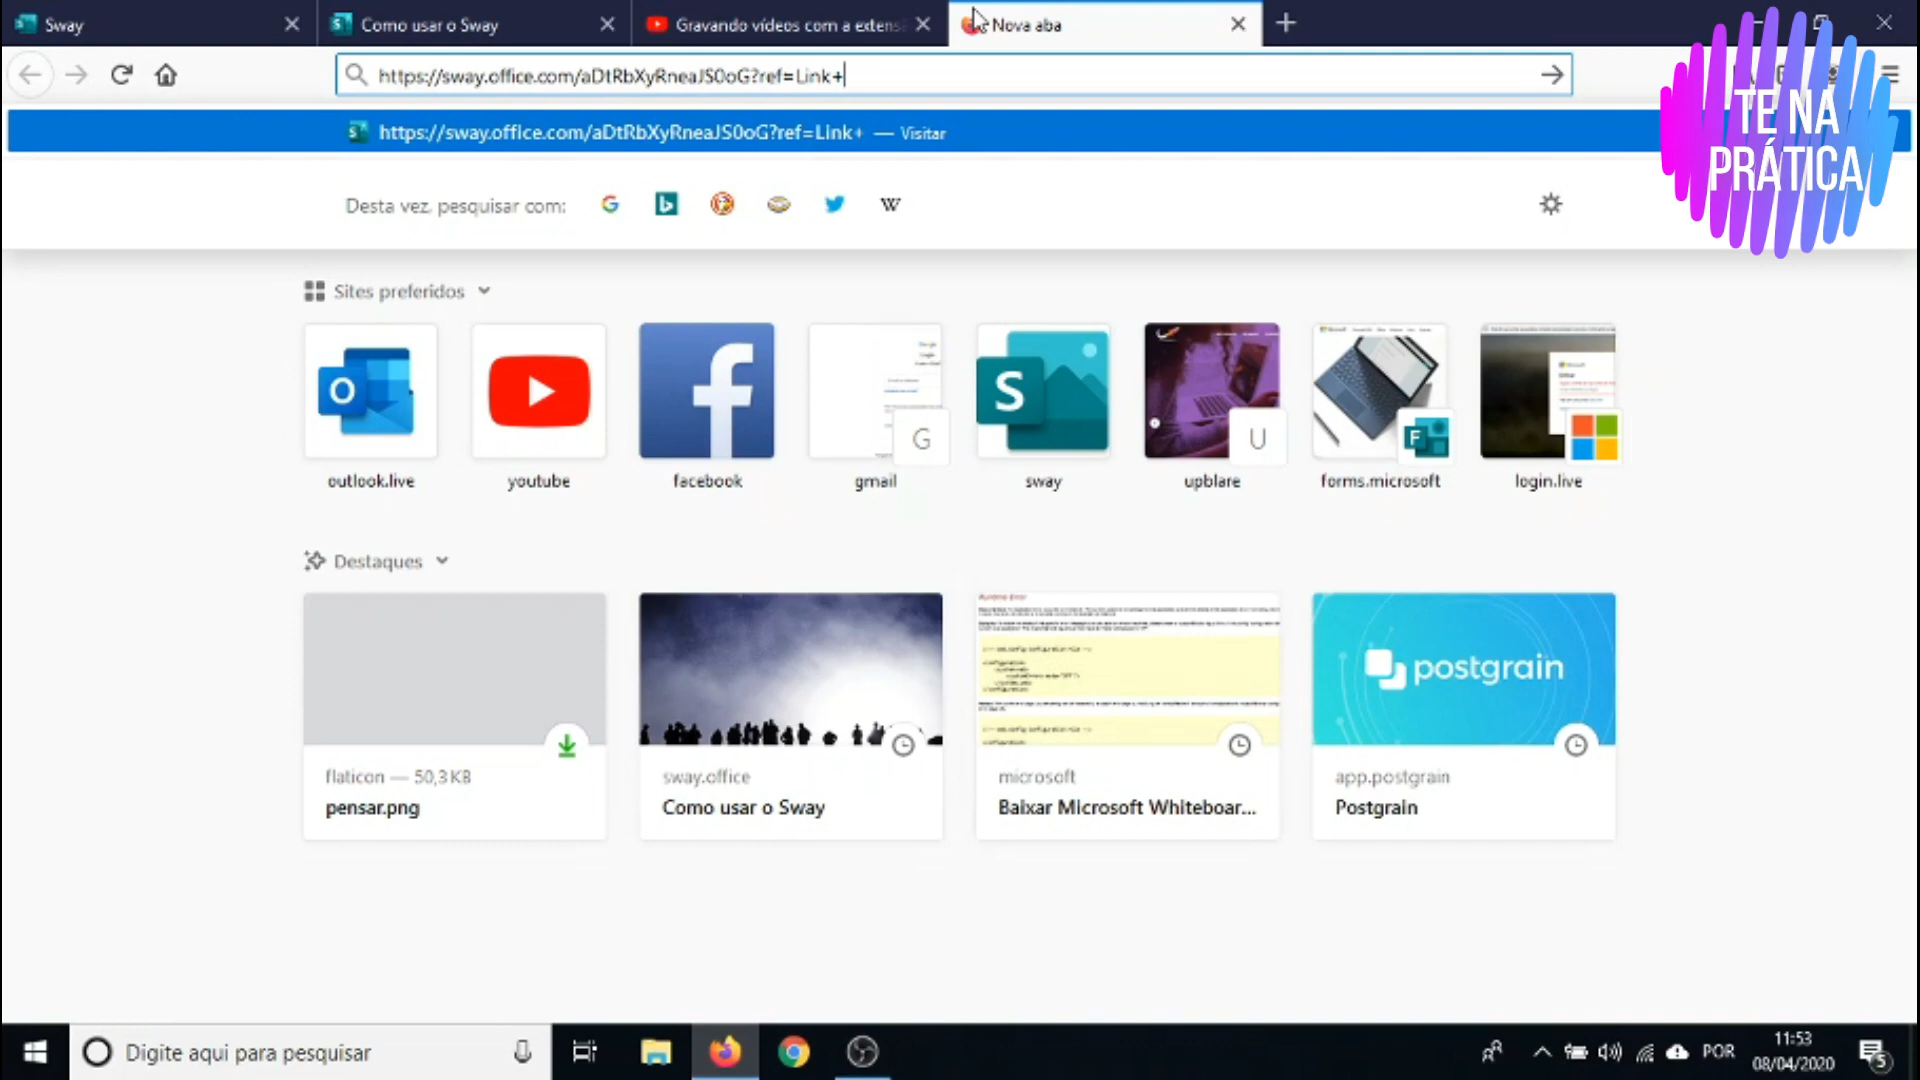 Sway
Como usar o Sway
Gravando vídeos com a extens
Nova aba
https://sway.office.com/aDtRbXyRneaJS0oG?ref=Link+
https://sway.office.com/aDtRbXyRneaJS0oG?ref=Link+ — Visitar
TE NA
PRÁTICA
Desta vez, pesquisar com:
Sites preferidos
outlook.live
youtube
facebook
gmail
sway
upblare
forms.microsoft
login.live
Destaques
postgrain
flaticon — 50,3 KB
pensar.png
sway.office
Como usar o Sway
microsoft
Baixar Microsoft Whiteboar...
app.postgrain
Postgrain
Digite aqui para pesquisar
POR
11:53
08/04/2020
5